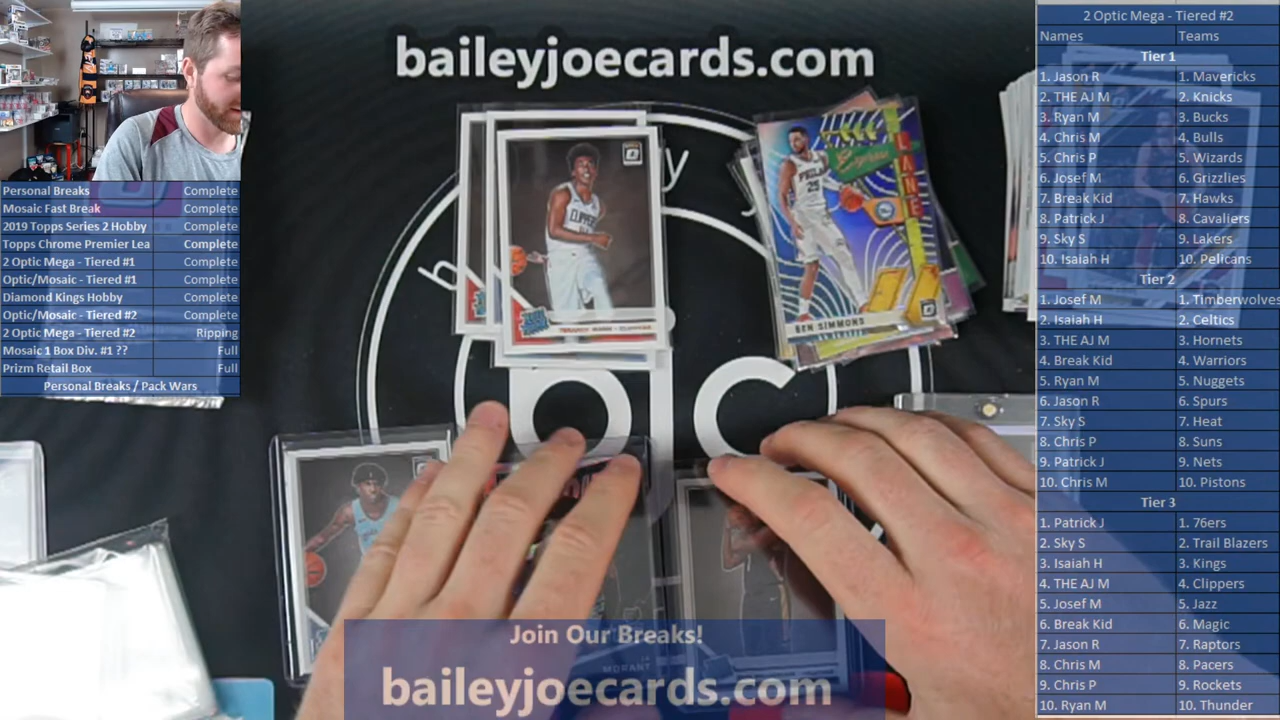 baileyjoecards.com
Personal Breaks Complete
Mosaic Fast Break Complete
2019 Topps Series 2 Hobby Complete
Topps Chrome Premier Lea Complete
2 Optic Mega - Tiered #1 Complete
Optic/Mosaic - Tiered #1 Complete
Diamond Kings Hobby Complete
Optic/Mosaic - Tiered #2 Complete
2 Optic Mega - Tiered #2 Ripping
Mosaic 1 Box Div. #1 ?? Full
Prizm Retail Box Full
Personal Breaks / Pack Wars
CLIPPERS
TERANCE MANN - CLIPPERS
PHILA
25
LANE
BEN SIMMONS
b
y
bjc
MORANT
Join Our Breaks!
baileyjoecards.com
2 Optic Mega - Tiered #2
Names Teams
Tier 1
1. Jason R 1. Mavericks
2. THE AJ M 2. Knicks
3. Ryan M 3. Bucks
4. Chris M 4. Bulls
5. Chris P 5. Wizards
6. Josef M 6. Grizzlies
7. Break Kid 7. Hawks
8. Patrick J 8. Cavaliers
9. Sky S 9. Lakers
10. Isaiah H 10. Pelicans
Tier 2
1. Josef M 1. Timberwolves
2. Isaiah H 2. Celtics
3. THE AJ M 3. Hornets
4. Break Kid 4. Warriors
5. Ryan M 5. Nuggets
6. Jason R 6. Spurs
7. Sky S 7. Heat
8. Chris P 8. Suns
9. Patrick J 9. Nets
10. Chris M 10. Pistons
Tier 3
1. Patrick J 1. 76ers
2. Sky S 2. Trail Blazers
3. Isaiah H 3. Kings
4. THE AJ M 4. Clippers
5. Josef M 5. Jazz
6. Break Kid 6. Magic
7. Jason R 7. Raptors
8. Chris M 8. Pacers
9. Chris P 9. Rockets
10. Ryan M 10. Thunder